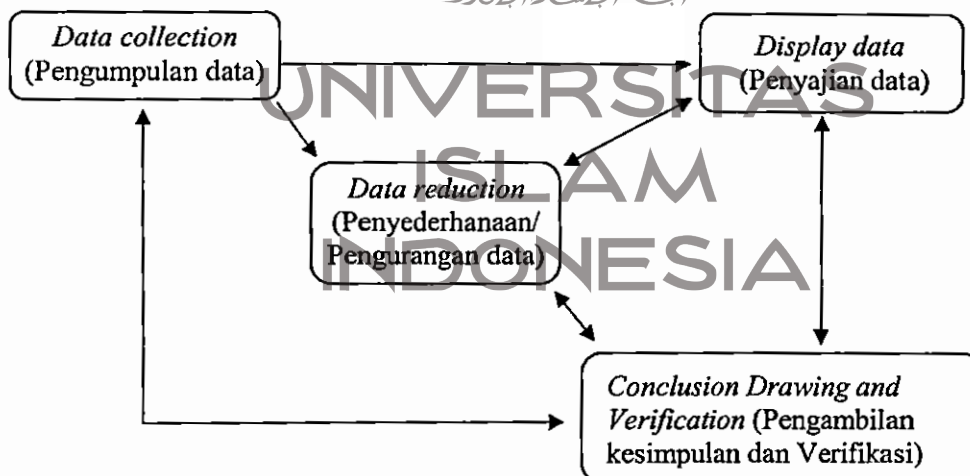 Data collection
(Pengumpulan data)
Display data
(Penyajian data)
UNIVERSITAS
ISLAM
INDONESIA
Data reduction
(Penyederhanaan/
Pengurangan data)
Conclusion Drawing and
Verification (Pengambilan
kesimpulan dan Verifikasi)